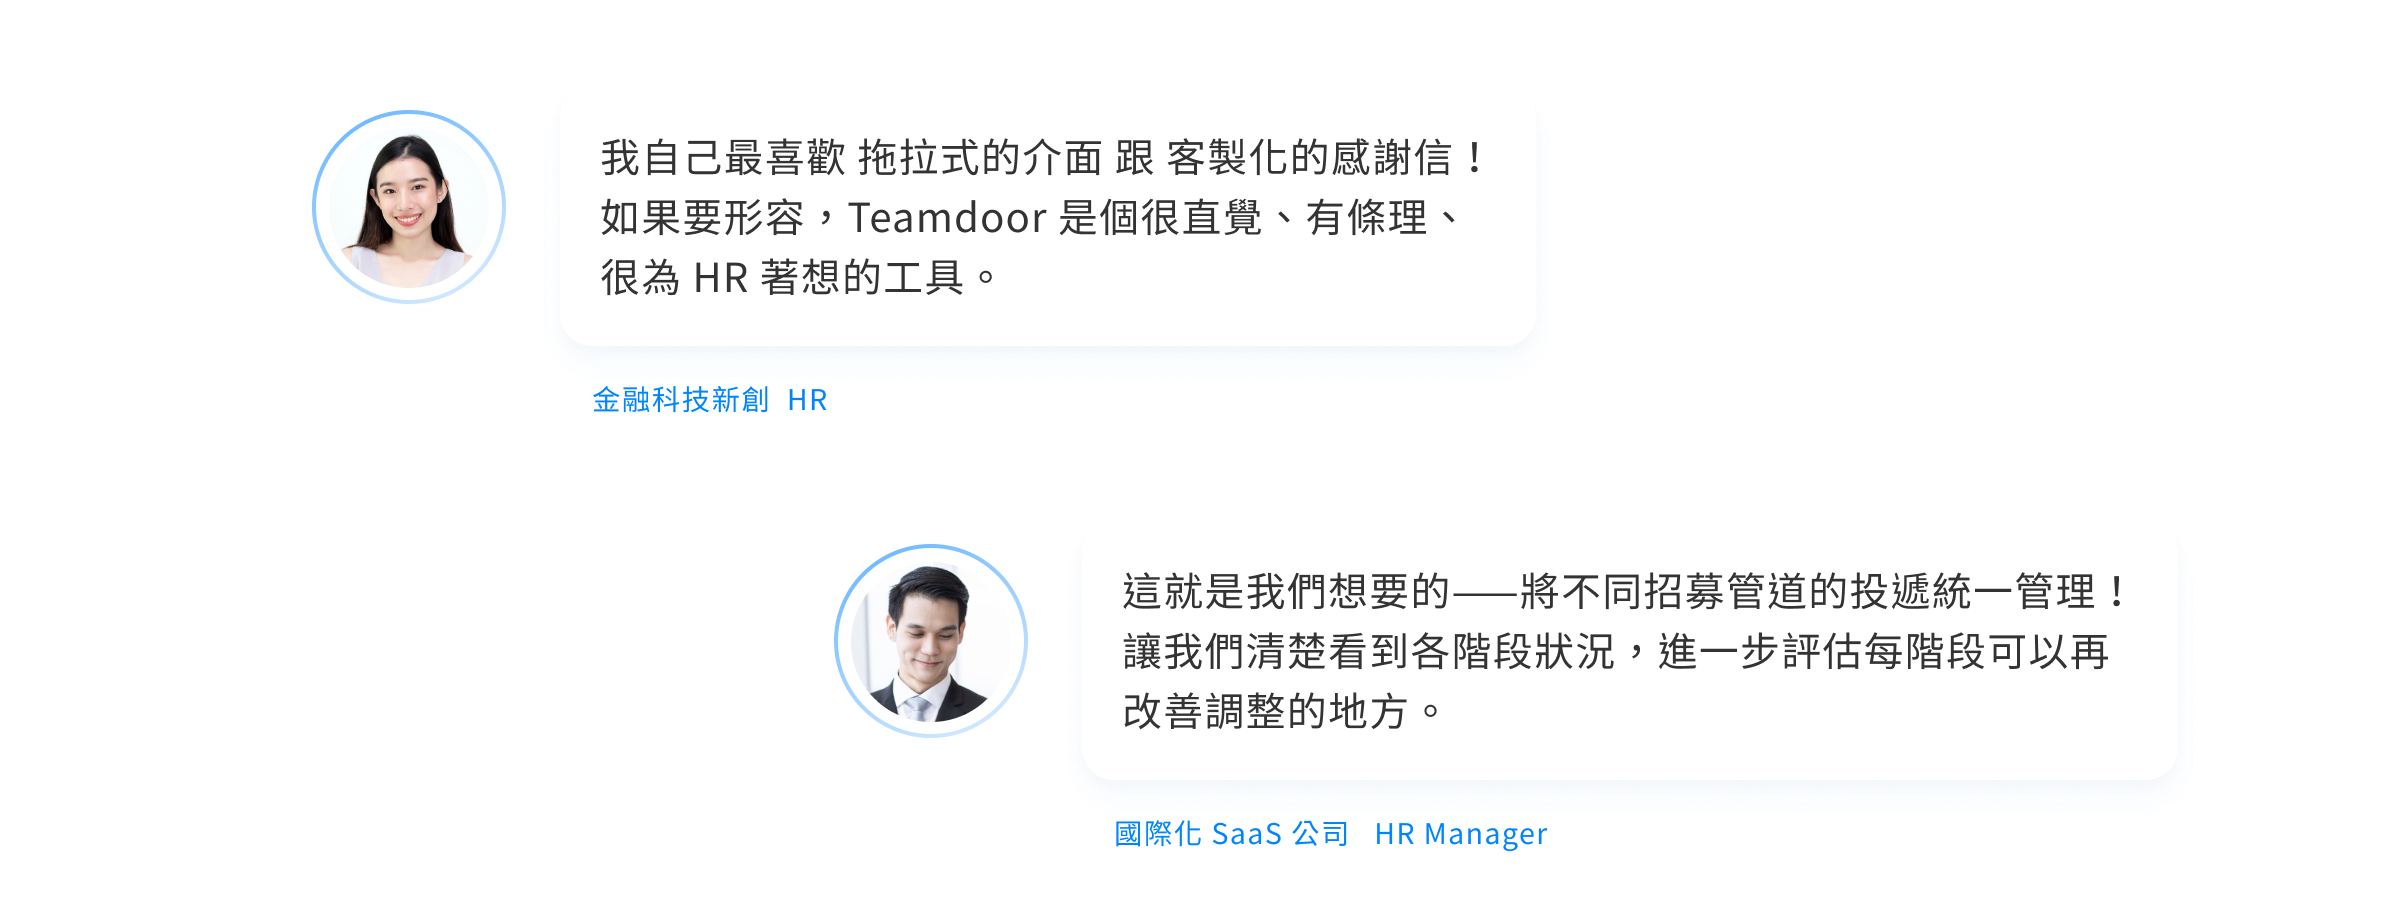 我自己最喜歡 拖拉式的介面 跟 客製化的感謝信！
如果要形容，Teamdoor 是個很直覺、有條理、
很為 HR 著想的工具。
金融科技新創 HR
這就是我們想要的——將不同招募管道的投遞統一管理！
讓我們清楚看到各階段狀況，進一步評估每階段可以再
改善調整的地方。
國際化 SaaS 公司 HR Manager